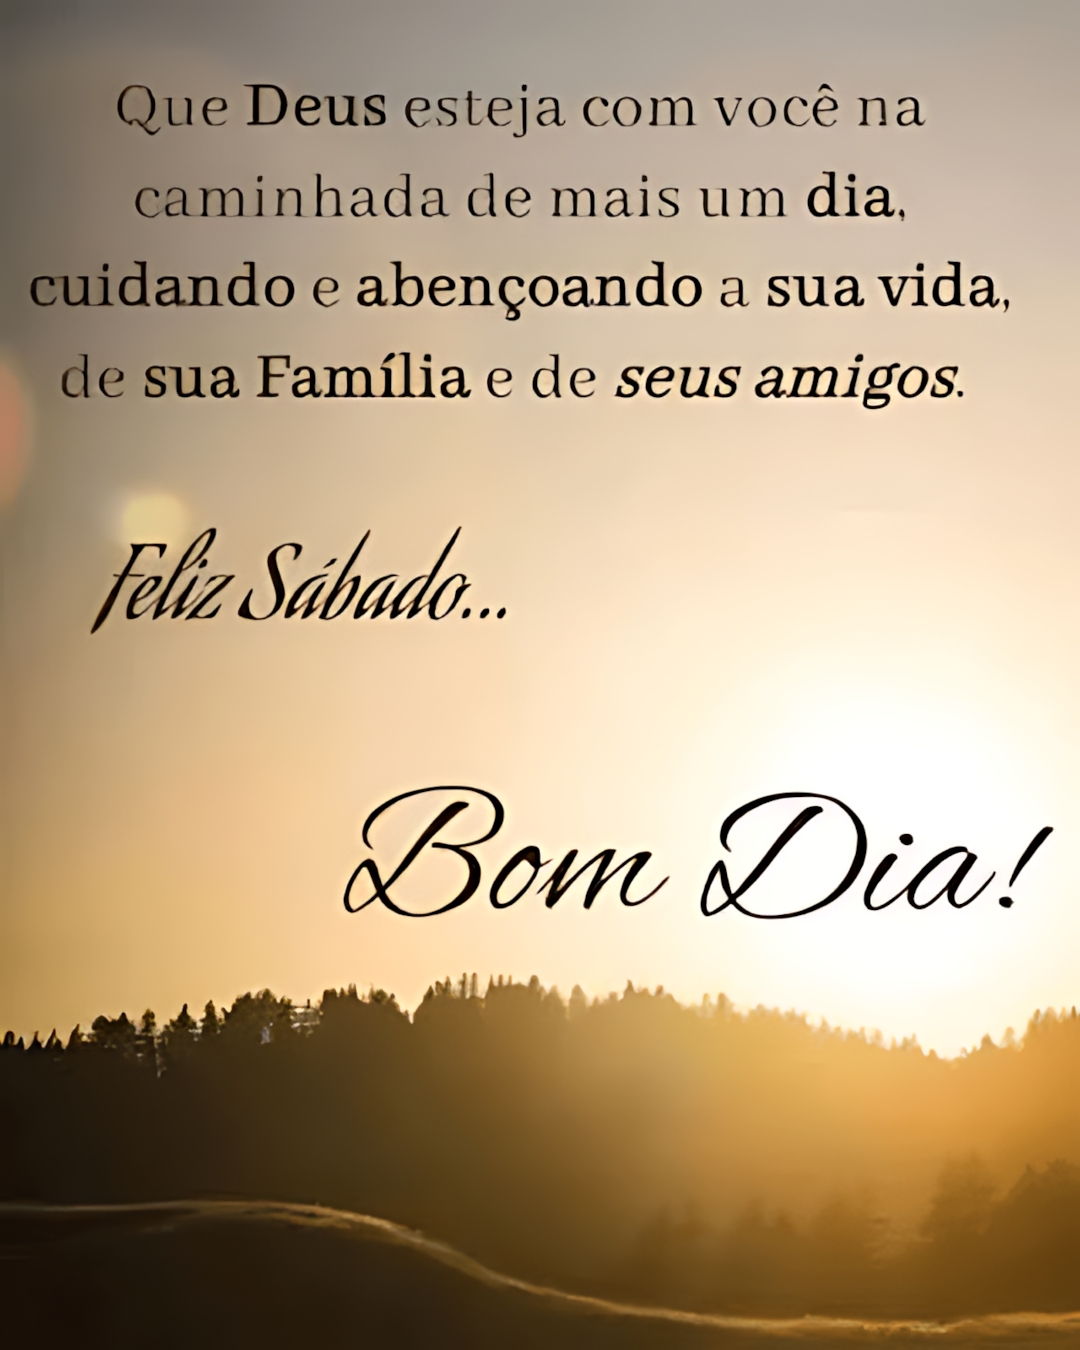 Que Deus esteja com você na
caminhada de mais um dia,
cuidando e abençoando a sua vida,
de sua Família e de seus amigos.
Feliz Sábado...
Bom Dia!